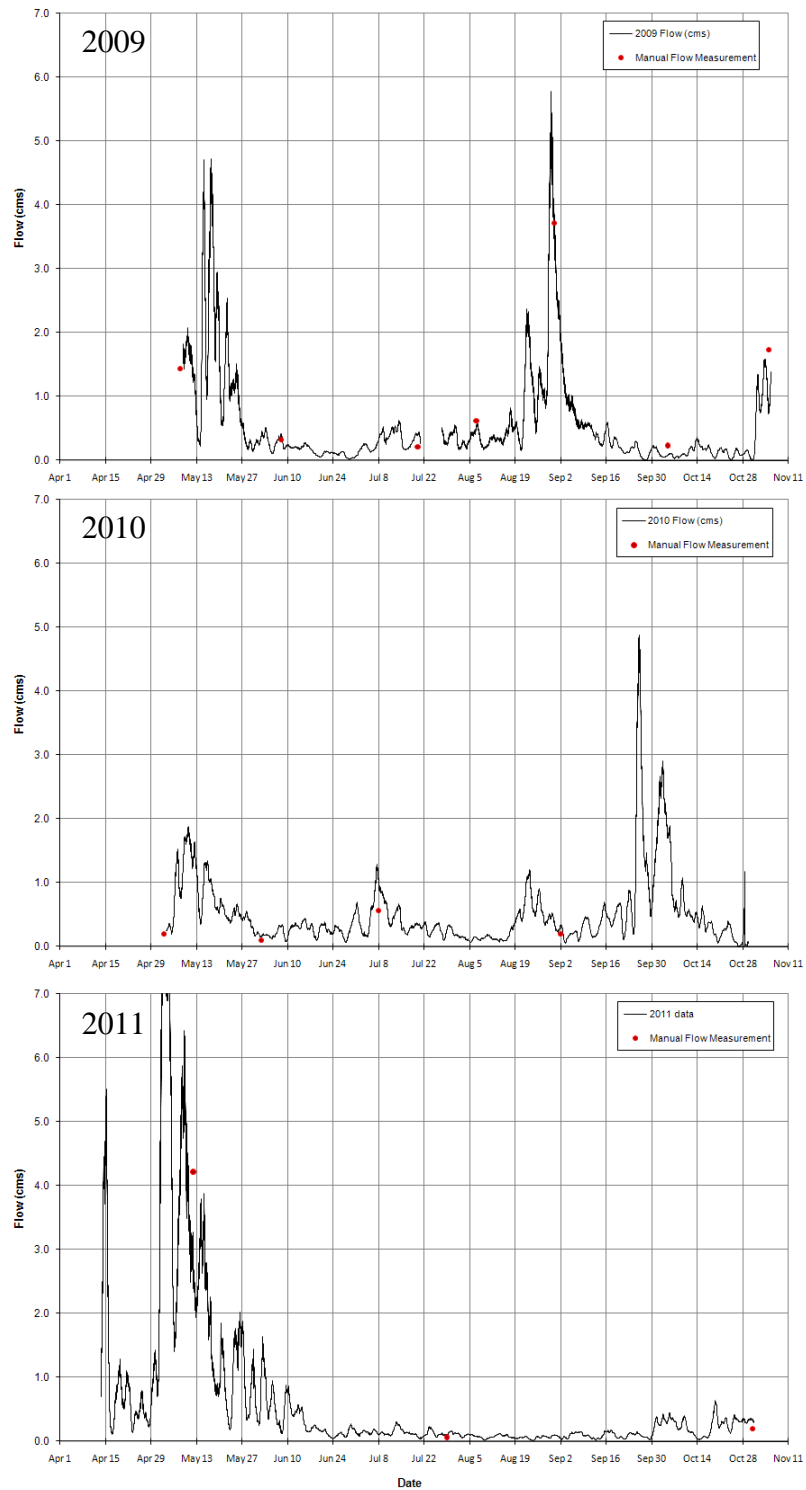 2009
2009 Flow (cms)
Manual Flow Measurement
7.0
6.0
5.0
4.0
3.0
2.0
1.0
0.0
Flow (cms)
Apr 1 Apr 15 Apr 29 May 13 May 27 Jun 10 Jun 24 Jul 8 Jul 22 Aug 5 Aug 19 Sep 2 Sep 16 Sep 30 Oct 14 Oct 28 Nov 11
2010
2010 Flow (cms)
Manual Flow Measurement
7.0
6.0
5.0
4.0
3.0
2.0
1.0
0.0
Flow (cms)
Apr 1 Apr 15 Apr 29 May 13 May 27 Jun 10 Jun 24 Jul 8 Jul 22 Aug 5 Aug 19 Sep 2 Sep 16 Sep 30 Oct 14 Oct 28 Nov 11
2011
2011 data
Manual Flow Measurement
7.0
6.0
5.0
4.0
3.0
2.0
1.0
0.0
Flow (cms)
Apr 1 Apr 15 Apr 29 May 13 May 27 Jun 10 Jun 24 Jul 8 Jul 22 Aug 5 Aug 19 Sep 2 Sep 16 Sep 30 Oct 14 Oct 28 Nov 11
Date